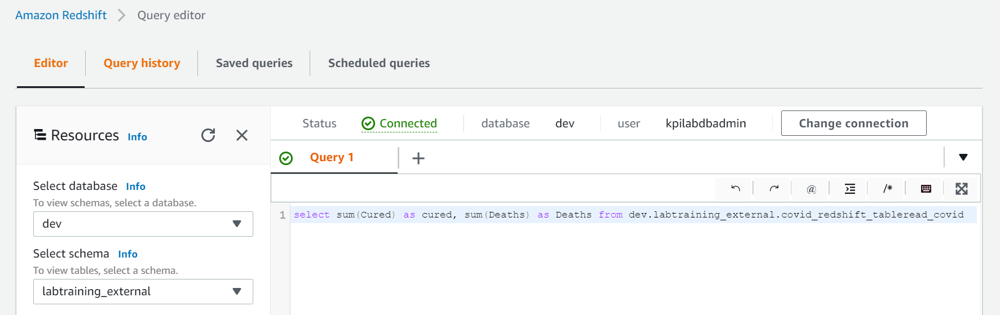 Amazon Redshift > Query editor
Editor Query history Saved queries Scheduled queries
Resources Info
Status Connected database dev user kpilabdbadmin Change connection
Query 1 +
Select database Info
To view schemas, select a database.
dev
Select schema Info
To view tables, select a schema.
labtraining_external
@ /*
1 select sum(Cured) as cured, sum(Deaths) as Deaths from dev.labtraining_external.covid_redshift_tableread_covid